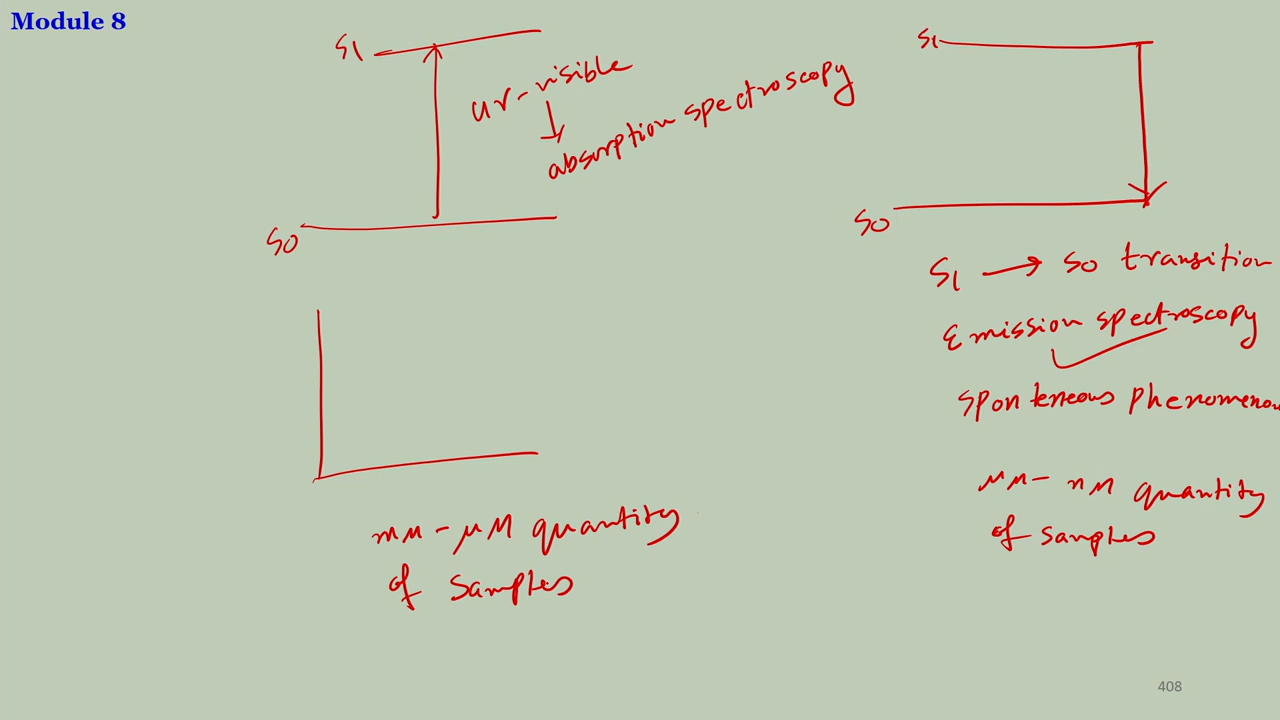 Module 8
S1
uv-visible
absorption spectroscopy
S0
mM - μM quantity
of samples
S1
S0
S1 → S0 transition
Emission spectroscopy
sponteneous phenomenon
μM - nM quantity
of samples
408